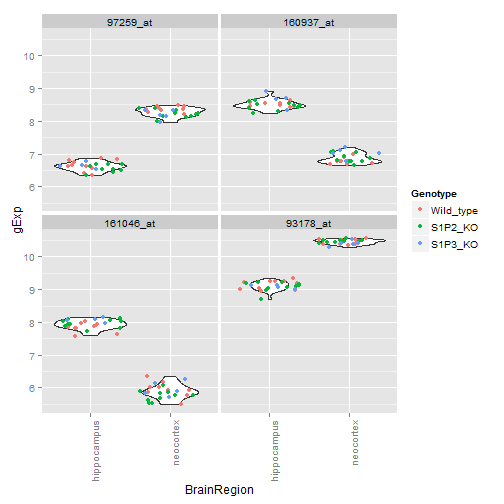 97259_at 160937_at
10
9
8
7
6
gExp
161046_at 93178_at
10
9
8
7
6
hippocampus neocortex hippocampus neocortex
BrainRegion
Genotype
Wild_type
S1P2_KO
S1P3_KO